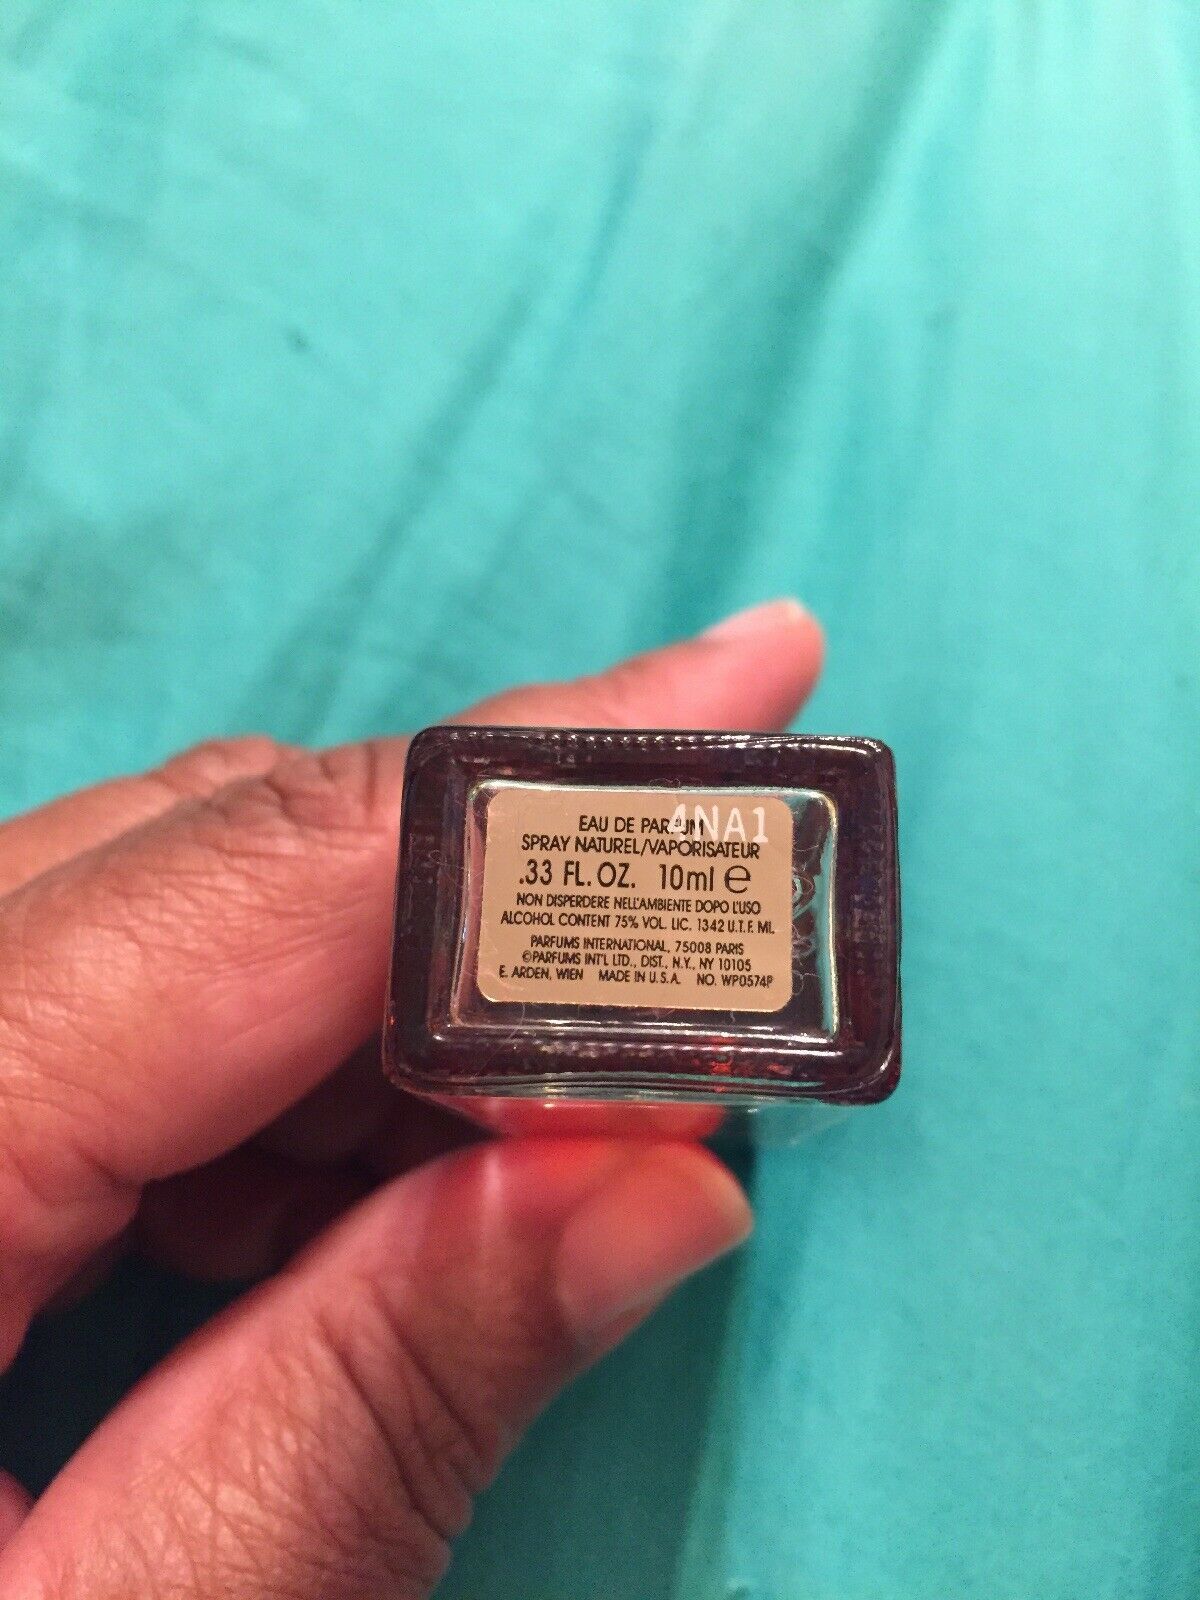 4NA1
EAU DE PARFUM
SPRAY NATUREL/VAPORISATEUR
.33 FL. OZ. 10ml ℮
NON DISPERDERE NELL'AMBIENTE DOPO L'USO
ALCOHOL CONTENT 75% VOL. LIC. 1342 U.T.F. MI.
PARFUMS INTERNATIONAL, 75008 PARIS
©PARFUMS INT'L LTD., DIST., N.Y., NY 10105
E. ARDEN, WIEN MADE IN U.S.A. NO. WP0574P